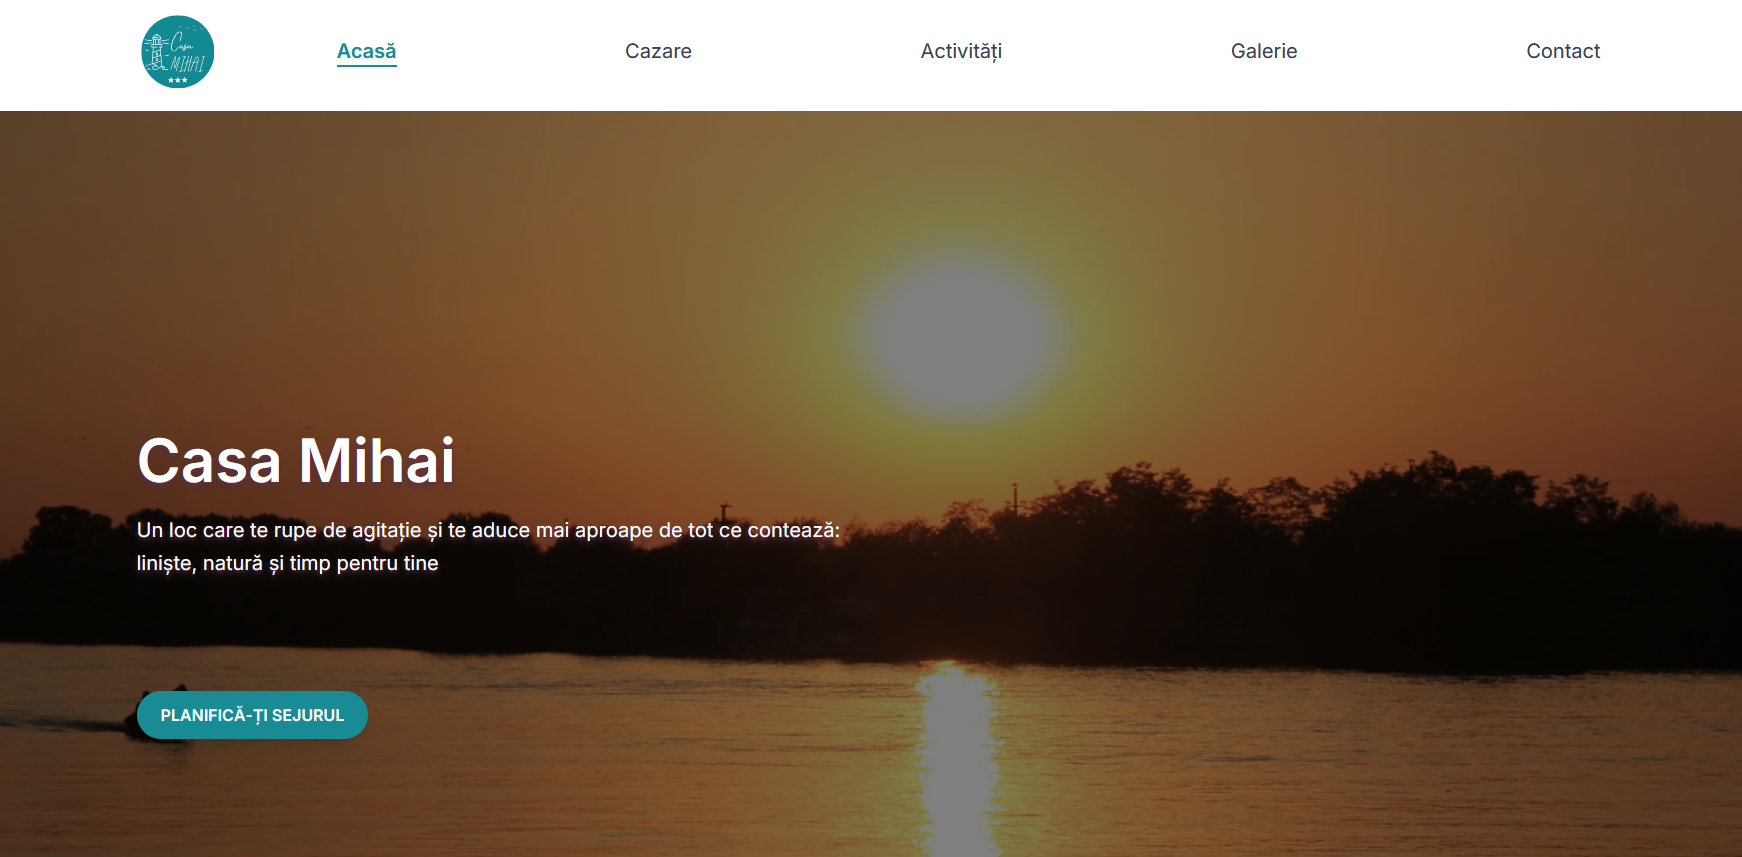 Casa
MIHAI
Acasă
Cazare
Activități
Galerie
Contact
Casa Mihai
Un loc care te rupe de agitație și te aduce mai aproape de tot ce contează:
liniște, natură și timp pentru tine
PLANIFICĂ-ȚI SEJURUL